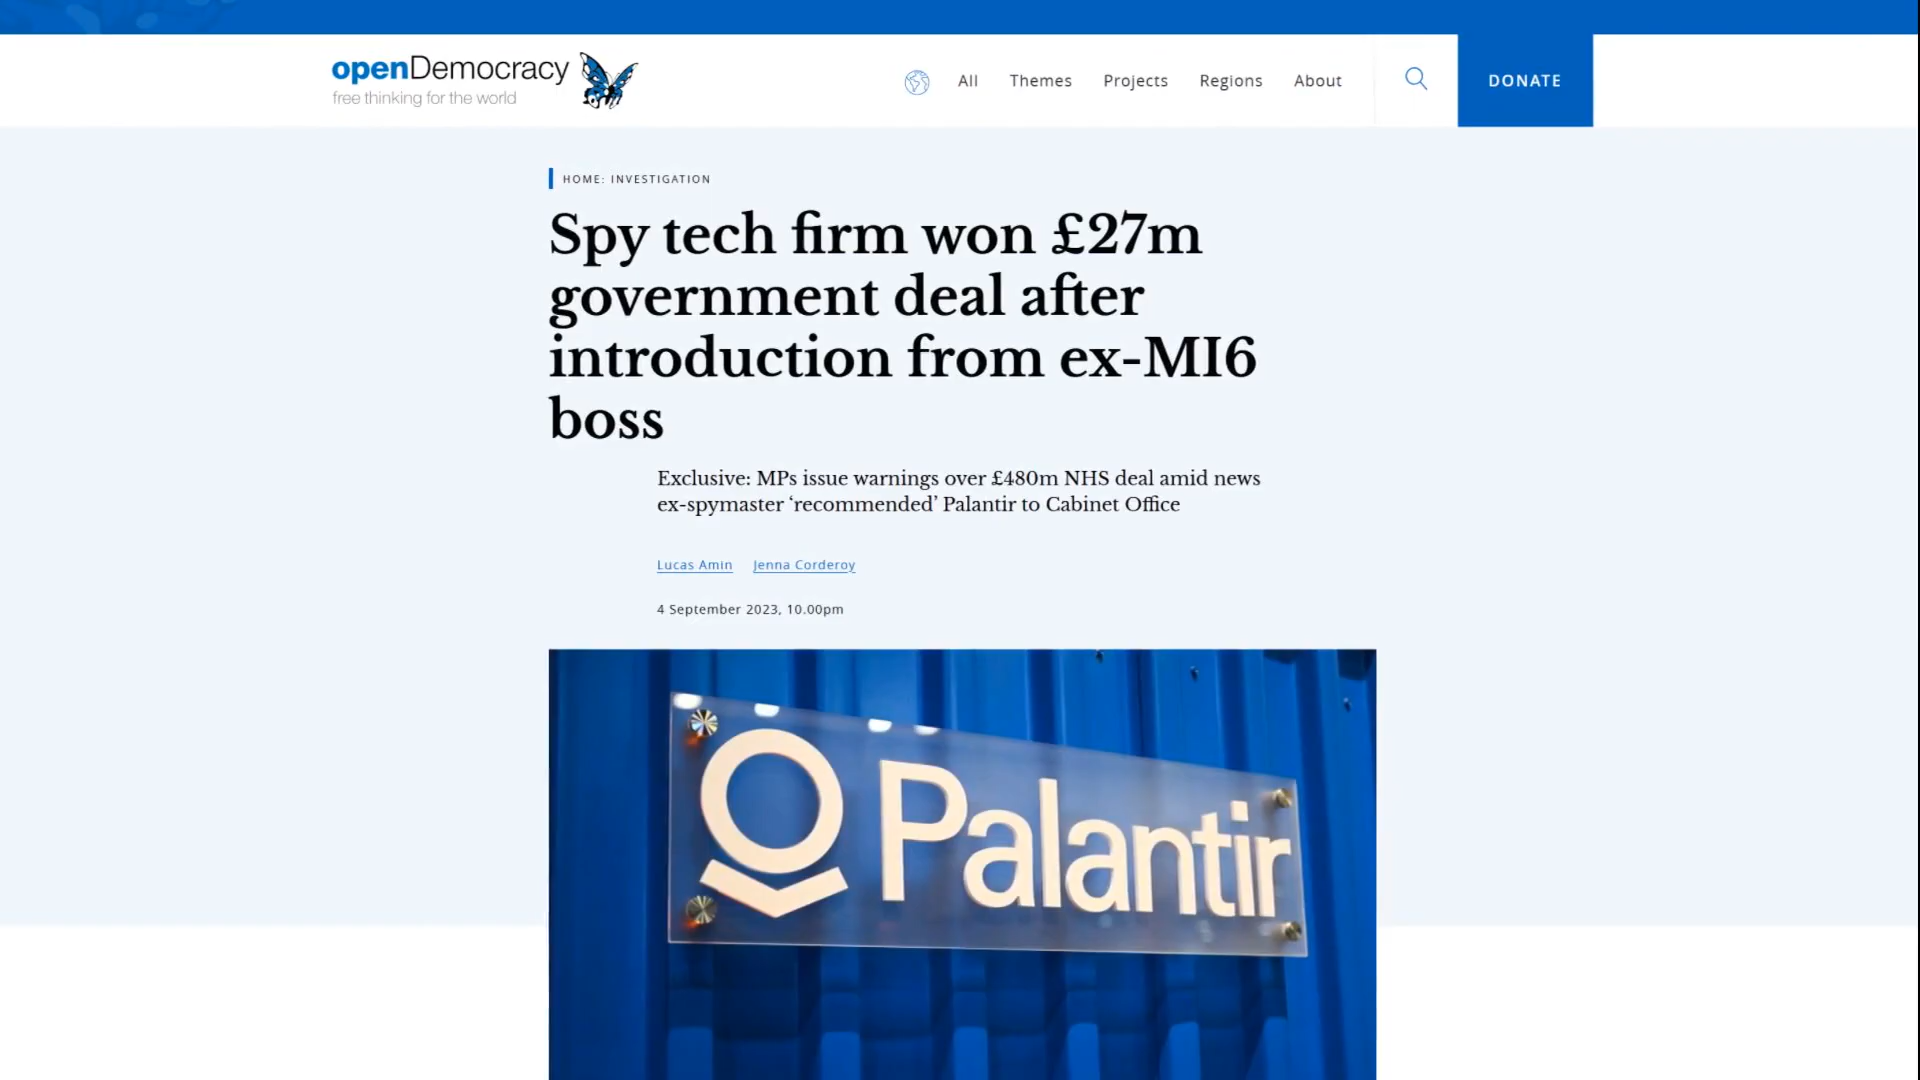 openDemocracy
free thinking for the world
All Themes Projects Regions About
DONATE
HOME: INVESTIGATION
Spy tech firm won £27m
government deal after
introduction from ex-MI6
boss
Exclusive: MPs issue warnings over £480m NHS deal amid news
ex-spymaster ‘recommended’ Palantir to Cabinet Office
Lucas Amin Jenna Corderoy
4 September 2023, 10.00pm
Palantir